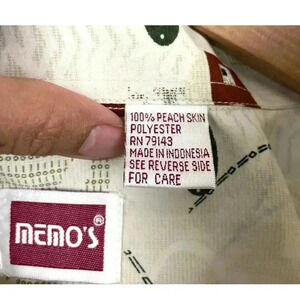 100% PEACH SKIN
POLYESTER
RN 79143
MADE IN INDONESIA
SEE REVERSE SIDE
FOR CARE
MEMO'S®